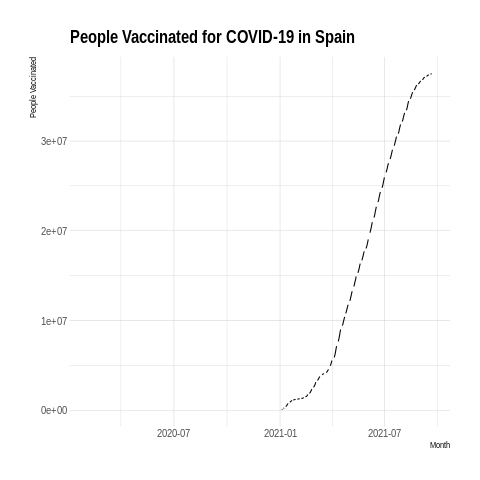 People Vaccinated for COVID-19 in Spain
People Vaccinated
3e+07
2e+07
1e+07
0e+00
2020-07 2021-01 2021-07
Month